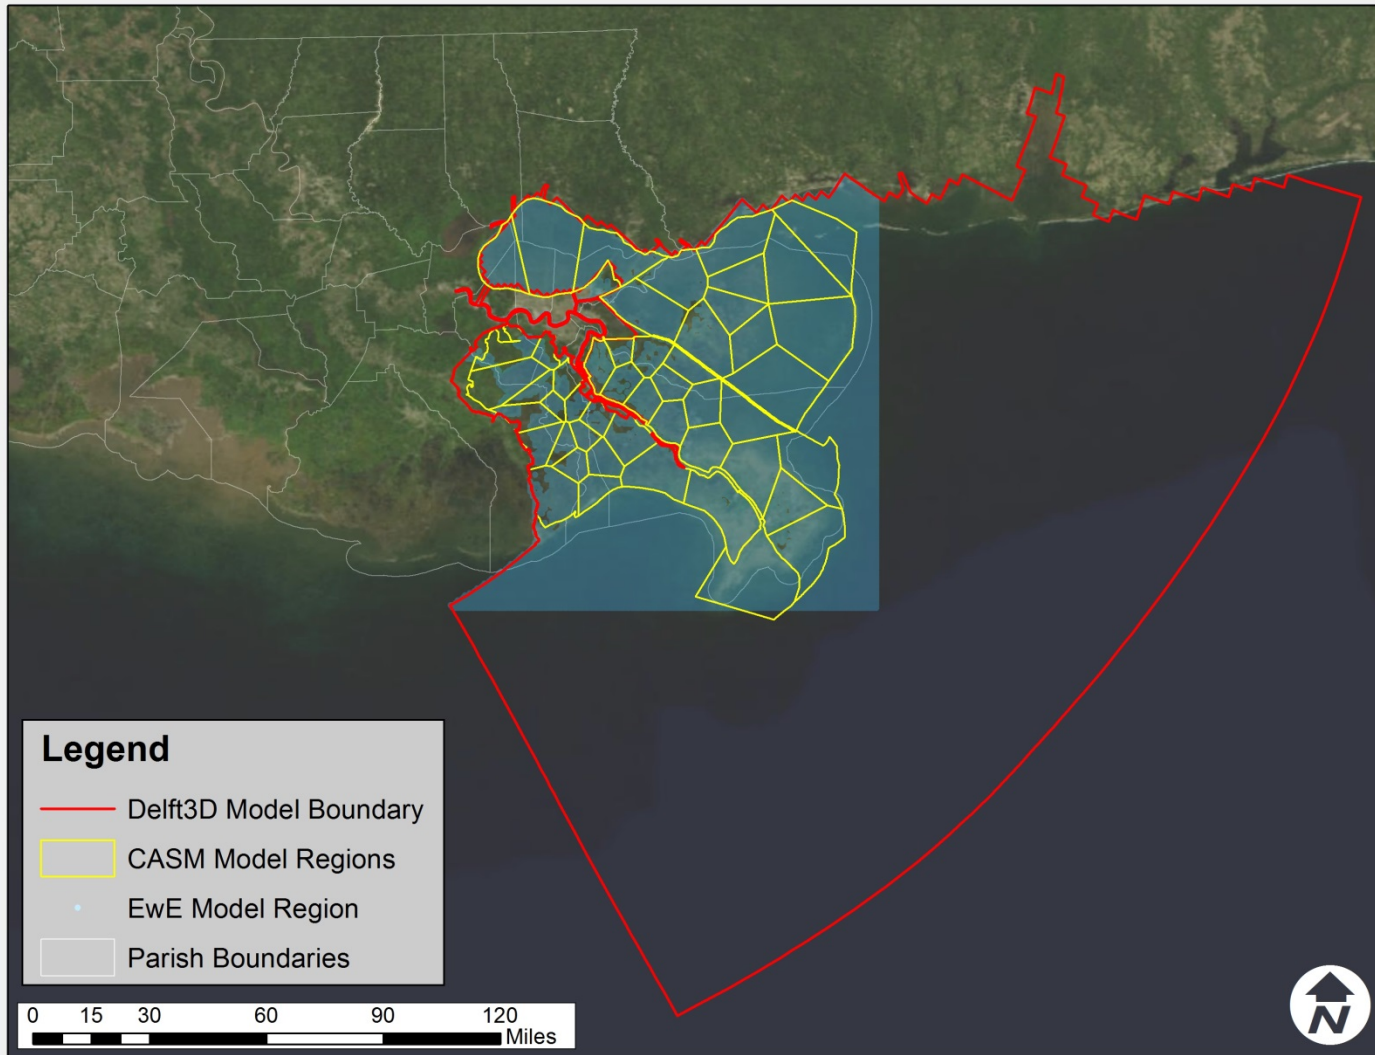 Legend
Delft3D Model Boundary
CASM Model Regions
EwE Model Region
Parish Boundaries
0 15 30 60 90 120
Miles
N